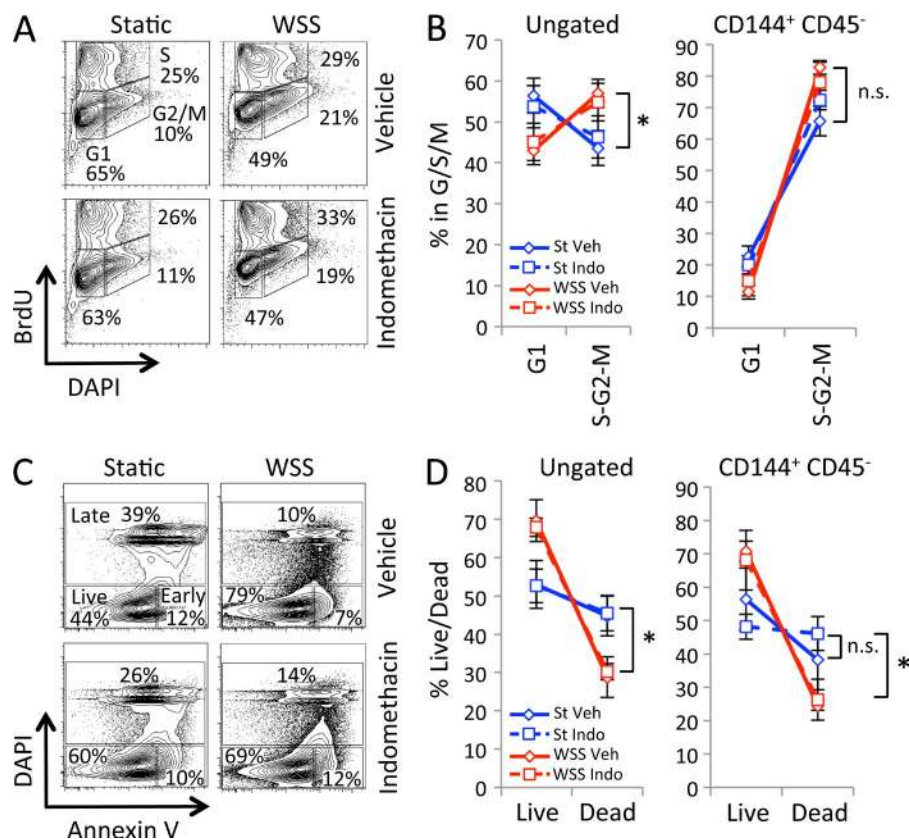 A
Static
WSS
S
25%
G2/M
10%
G1
65%
29%
21%
49%
Vehicle
26%
11%
63%
33%
19%
47%
Indomethacin
BrdU
DAPI
B
Ungated
CD144+ CD45-
% in G/S/M
70
60
50
40
30
20
10
0
*
St Veh
St Indo
WSS Veh
WSS Indo
G1
S-G2-M
90
80
70
60
50
40
30
20
10
0
n.s.
G1
S-G2-M
C
Static
WSS
Late 39%
Live
44%
Early
12%
10%
79%
7%
Vehicle
26%
60%
10%
14%
69%
12%
Indomethacin
DAPI
Annexin V
D
Ungated
CD144+ CD45-
% Live/Dead
80
70
60
50
40
30
20
10
0
*
St Veh
St Indo
WSS Veh
WSS Indo
Live
Dead
90
80
70
60
50
40
30
20
10
0
n.s.
*
Live
Dead